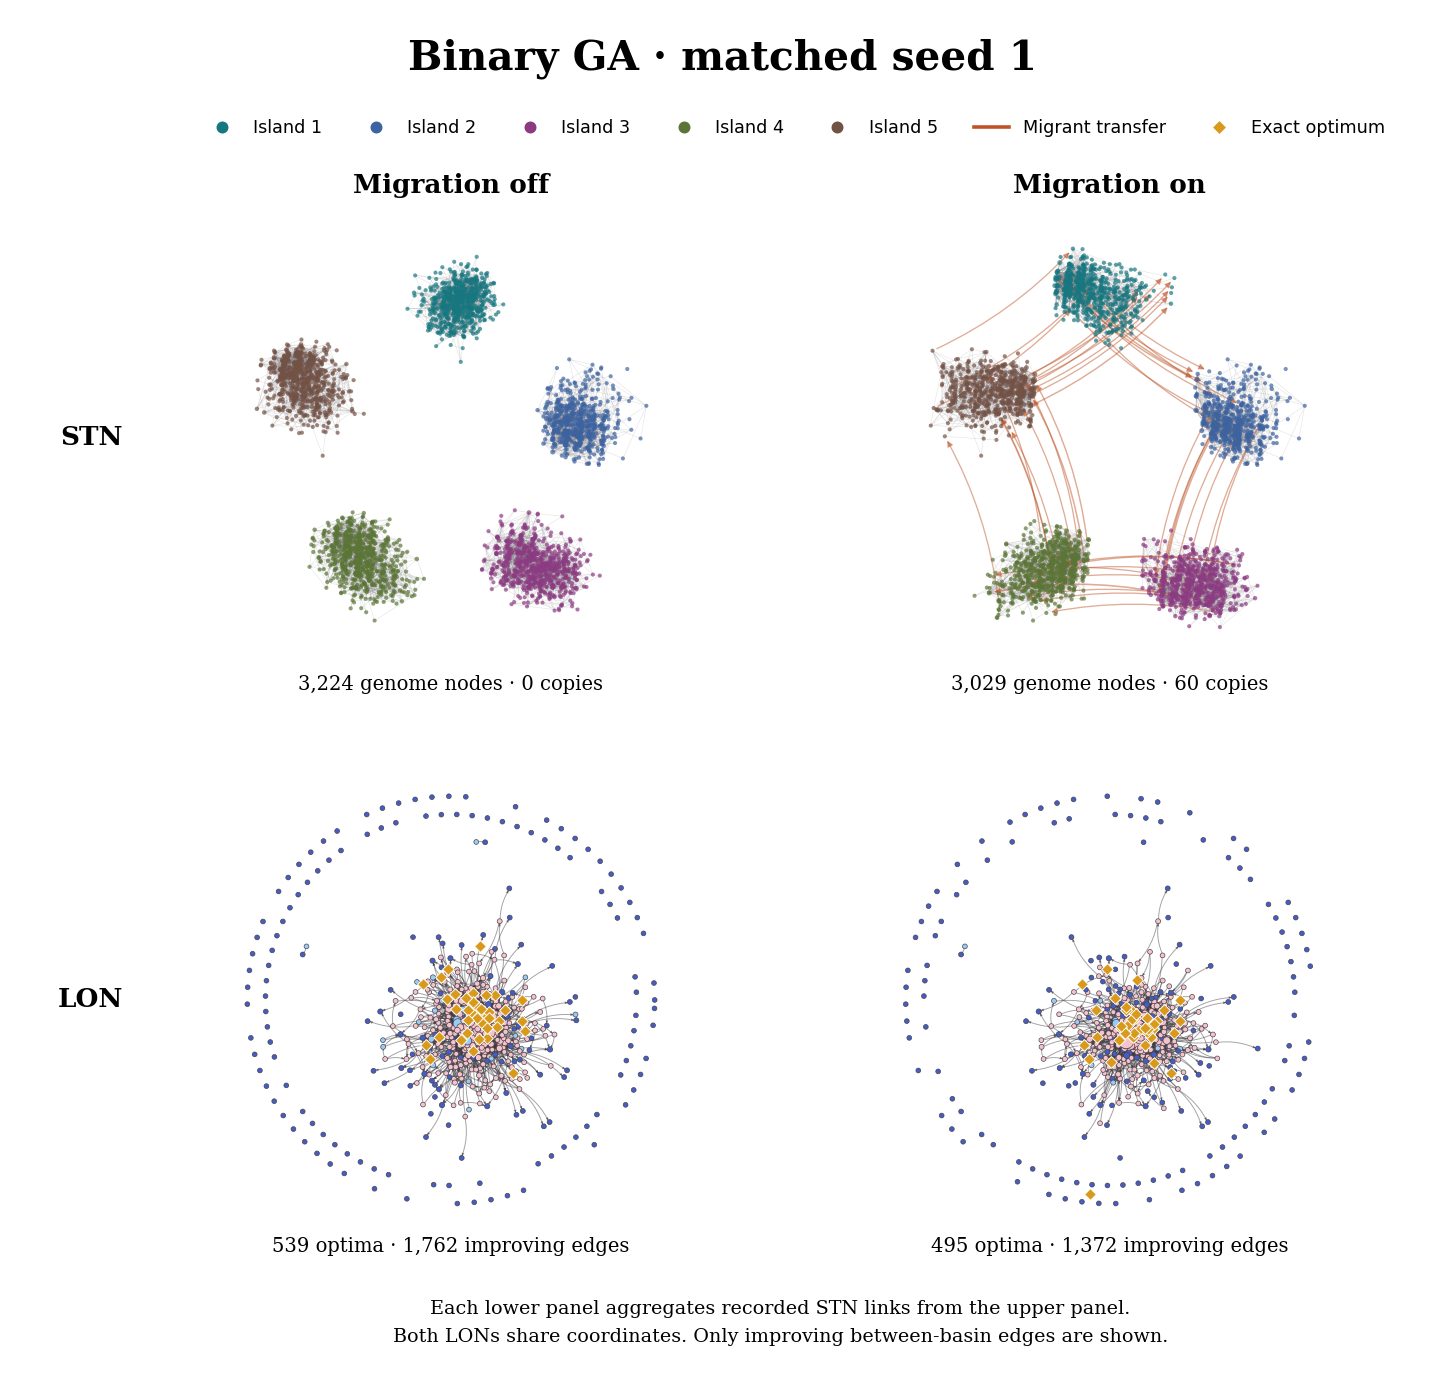 Binary GA · matched seed 1
Island 1 Island 2 Island 3 Island 4 Island 5 Migrant transfer Exact optimum
Migration off Migration on
STN
3,224 genome nodes · 0 copies 3,029 genome nodes · 60 copies
LON
539 optima · 1,762 improving edges 495 optima · 1,372 improving edges
Each lower panel aggregates recorded STN links from the upper panel.
Both LONs share coordinates. Only improving between-basin edges are shown.